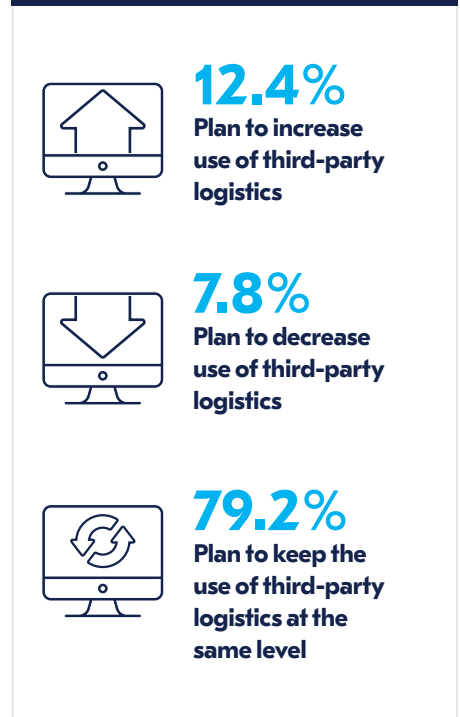 12.4%
Plan to increase
use of third-party
logistics
7.8%
Plan to decrease
use of third-party
logistics
79.2%
Plan to keep the
use of third-party
logistics at the
same level